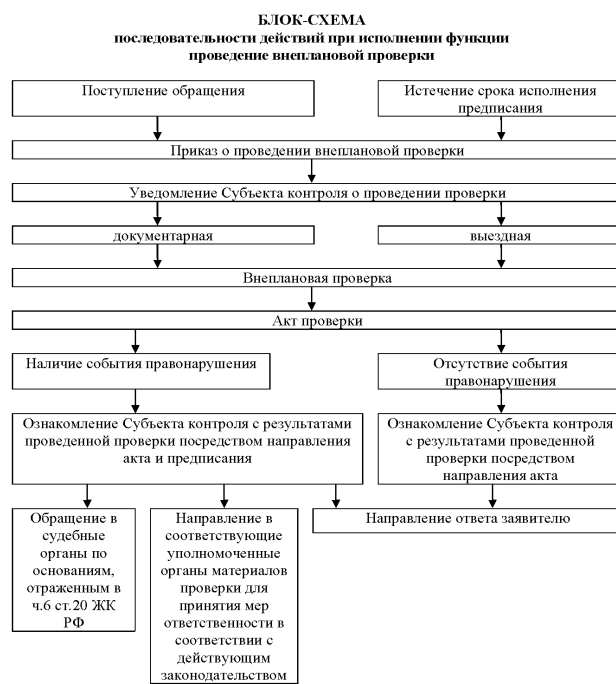 БЛОК-СХЕМА
последовательности действий при исполнении функции
проведение внеплановой проверки
Поступление обращения
Истечение срока исполнения
предписания
Приказ о проведении внеплановой проверки
Уведомление Субъекта контроля о проведении проверки
документарная
выездная
Внеплановая проверка
Акт проверки
Наличие события правонарушения
Отсутствие события
правонарушения
Ознакомление Субъекта контроля с результатами
проведенной проверки посредством направления
акта и предписания
Ознакомление Субъекта контроля
с результатами проведенной
проверки посредством
направления акта
Обращение в
судебные
органы по
основаниям,
отраженным в
ч.6 ст.20 ЖК
РФ
Направление в
соответствующие
уполномоченные
органы материалов
проверки для
принятия мер
ответственности в
соответствии с
действующим
законодательством
Направление ответа заявителю